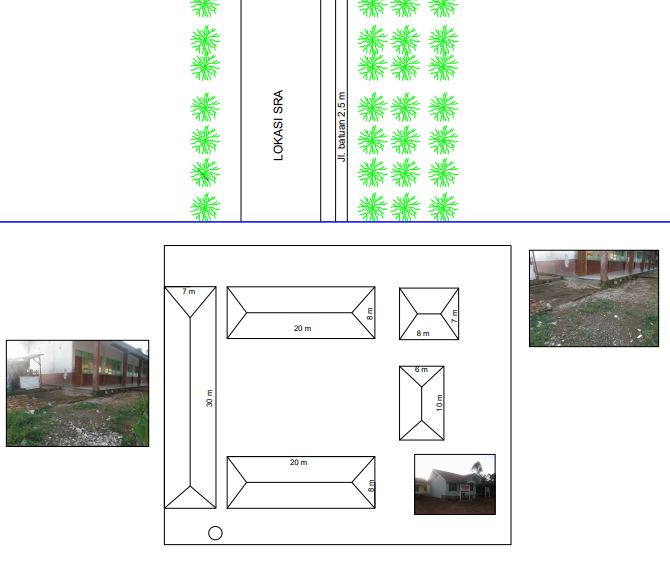 LOKASI SRA
Jl. batuan 2,5 m
7 m
30 m
20 m
8 m
8 m
7 m
6 m
10 m
20 m
8 m